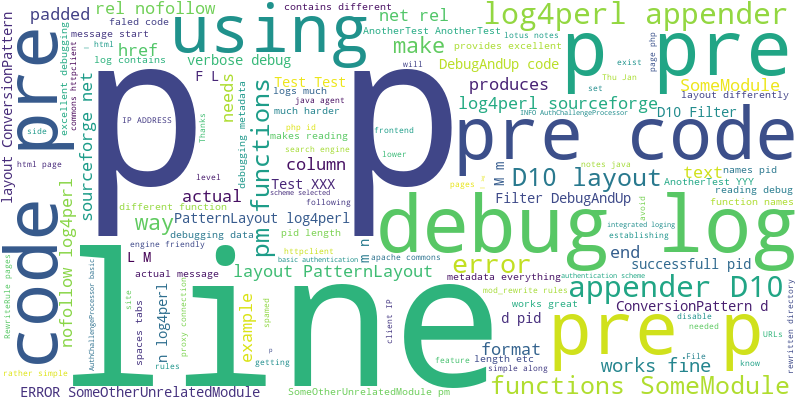 rel nofollow
faled code
contains different
log4perl appender
padded
message start
using
net rel
AnotherTest AnotherTest
lotus notes
html
href
make
provides excellent
exist
page php
log contains
verbose debug
DebugAndUp code
Thu Jan
will
p pre
layout ConversionPattern
excellent debugging
commons httpclient
sourceforge net
code pre
p p
F L
needs
Test Test
logs much
java agent
produces
set
SomeModule
much harder
log4perl sourceforge
layout differently
IP ADDRESS
Thanks
debugging metadata
pm functions
php id
INFO AuthChallengeProcessor
D10 Filter
side
frontend
pre code
makes reading
search engine
lower
html page
column
M m
D10 layout
notes java
text
names pid
level
scheme selected
actual
Test XXX
pages
AnotherTest YYY
reading debug
nofollow log4perl
different function
following
Filter DebugAndUp
avoid
function names
way
PatternLayout log4perl
debug log
integrated loging
debugging data
pid length
establishing
engine friendly
m n
httpclient
end
L M
basic authentication
apache commons
error
successful pid
RewriteRule pages
AuthChallengeProcessor basic
actual message
layout PatternLayout
metadata everything
authentication scheme
line
appender D10
rewritten directory
spaces tabs
n log4perl
site
proxy connection
example
spamed
client IP
mod_rewrite rules
works great
ConversionPattern d
d pid
disable
needed
URLs
pre p
format
p
rules
getting
feature
length etc
works fine
File
know
rather simple
simple along
ERROR SomeOtherUnrelatedModule
SomeOtherUnrelatedModule pm
functions SomeModule